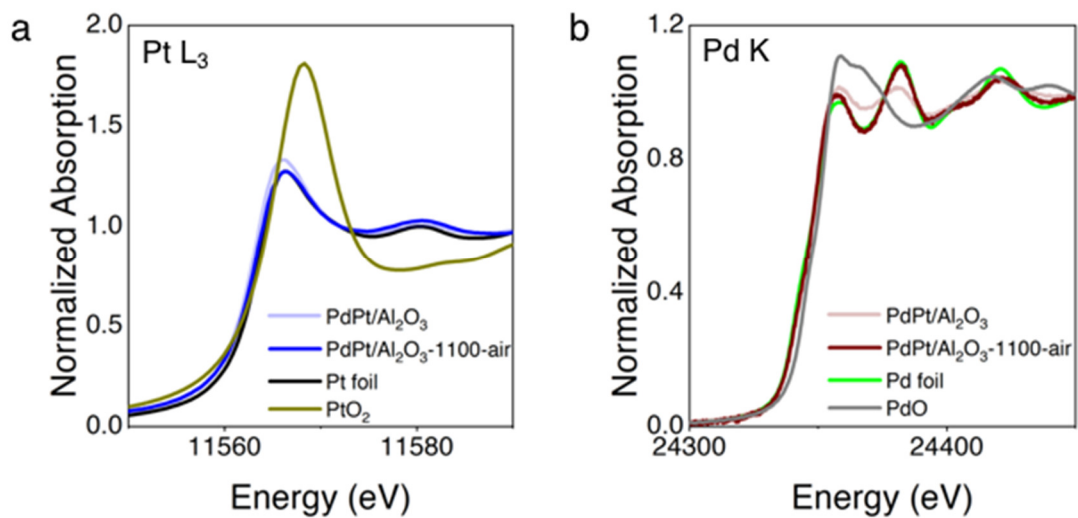 a
Pt L₃
Normalized Absorption
2.0
1.5
1.0
0.5
0.0
PdPt/Al₂O₃
PdPt/Al₂O₃-1100-air
Pt foil
PtO₂
11560
11580
Energy (eV)
b
Pd K
Normalized Absorption
1.2
0.8
0.4
0.0
PdPt/Al₂O₃
PdPt/Al₂O₃-1100-air
Pd foil
PdO
24300
24400
Energy (eV)